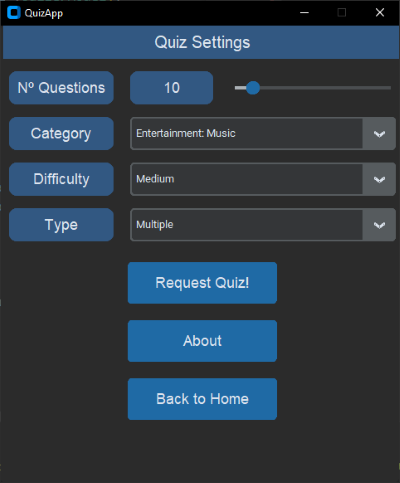 QuizApp
Quiz Settings
Nº Questions 10
Category Entertainment: Music
Difficulty Medium
Type Multiple
Request Quiz!
About
Back to Home